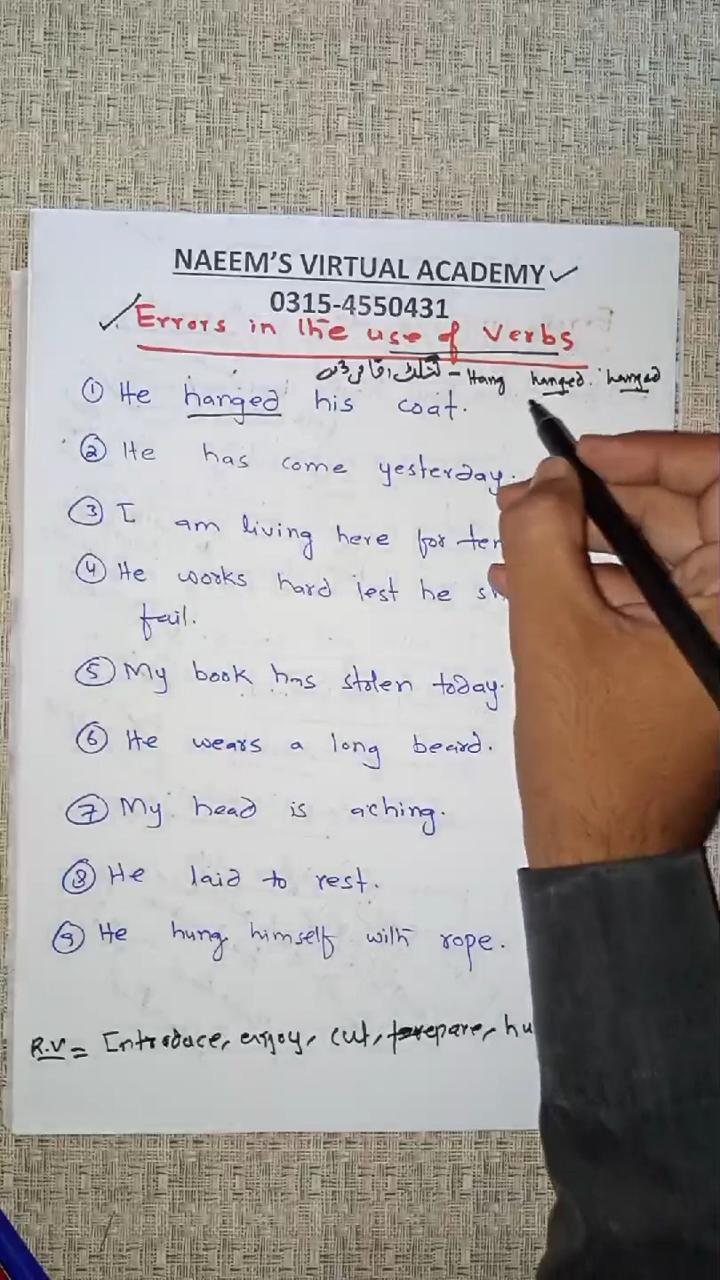 NAEEM'S VIRTUAL ACADEMY
0315-4550431
Errors in the use of Verbs
- Hang hanged. hanged
① He hanged his coat.
② He has come yesterday.
③ I am living here for ten
④ He works hard lest he
fail.
⑤ My book has stolen today.
⑥ He wears a long beard.
⑦ My head is aching.
⑧ He laid to rest.
⑨ He hung himself with rope.
R.V = Introduce, enjoy, cut, prepare, hu